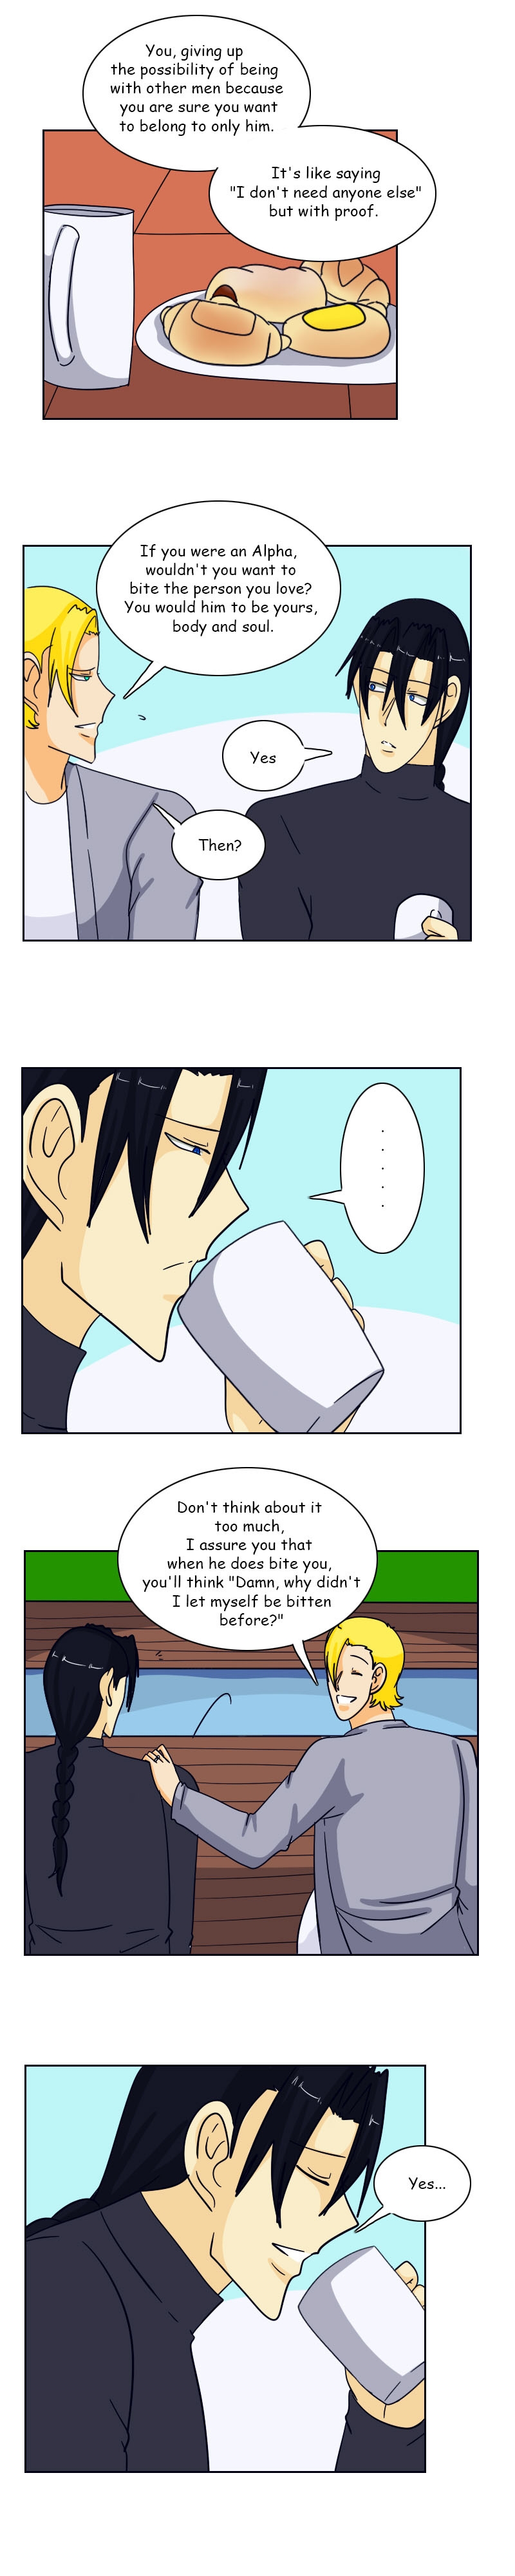 You, giving up
the possibility of being
with other men because
you are sure you want
to belong to only him.
It's like saying
"I don't need anyone else"
but with proof.
If you were an Alpha,
wouldn't you want to
bite the person you love?
You would him to be yours,
body and soul.
Yes
Then?
.
.
.
.
.
Don't think about it
too much,
I assure you that
when he does bite you,
you'll think "Damn, why didn't
I let myself be bitten
before?"
Yes...